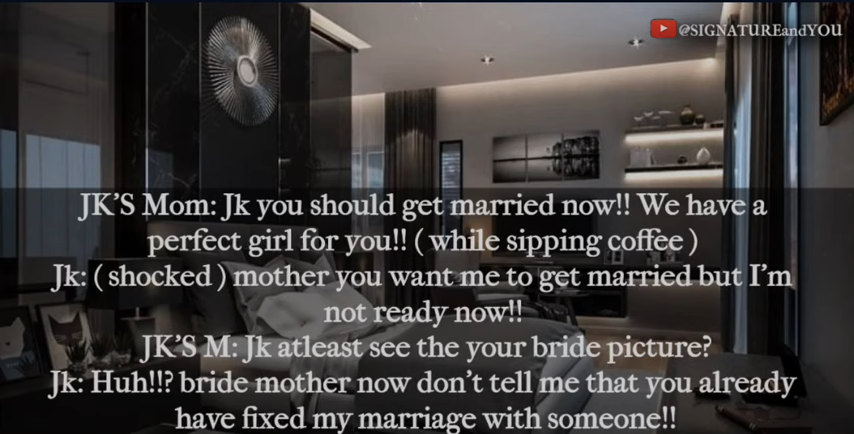 @SIGNATUREandYOU
JK'S Mom: Jk you should get married now!! We have a
perfect girl for you!! ( while sipping coffee )
Jk: ( shocked ) mother you want me to get married but I'm
not ready now!!
JK'S M: Jk atleast see the your bride picture?
Jk: Huh!!? bride mother now don't tell me that you already
have fixed my marriage with someone!!